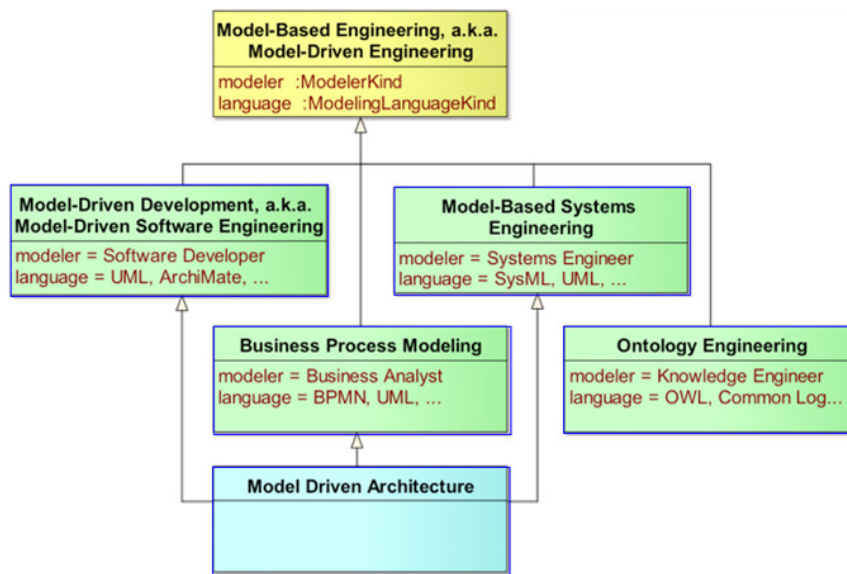 Model-Based Engineering, a.k.a.
Model-Driven Engineering
modeler :ModelerKind
language :ModelingLanguageKind
Model-Driven Development, a.k.a.
Model-Driven Software Engineering
modeler = Software Developer
language = UML, ArchiMate, ...
Model-Based Systems
Engineering
modeler = Systems Engineer
language = SysML, UML, ...
Business Process Modeling
modeler = Business Analyst
language = BPMN, UML, ...
Ontology Engineering
modeler = Knowledge Engineer
language = OWL, Common Log...
Model Driven Architecture